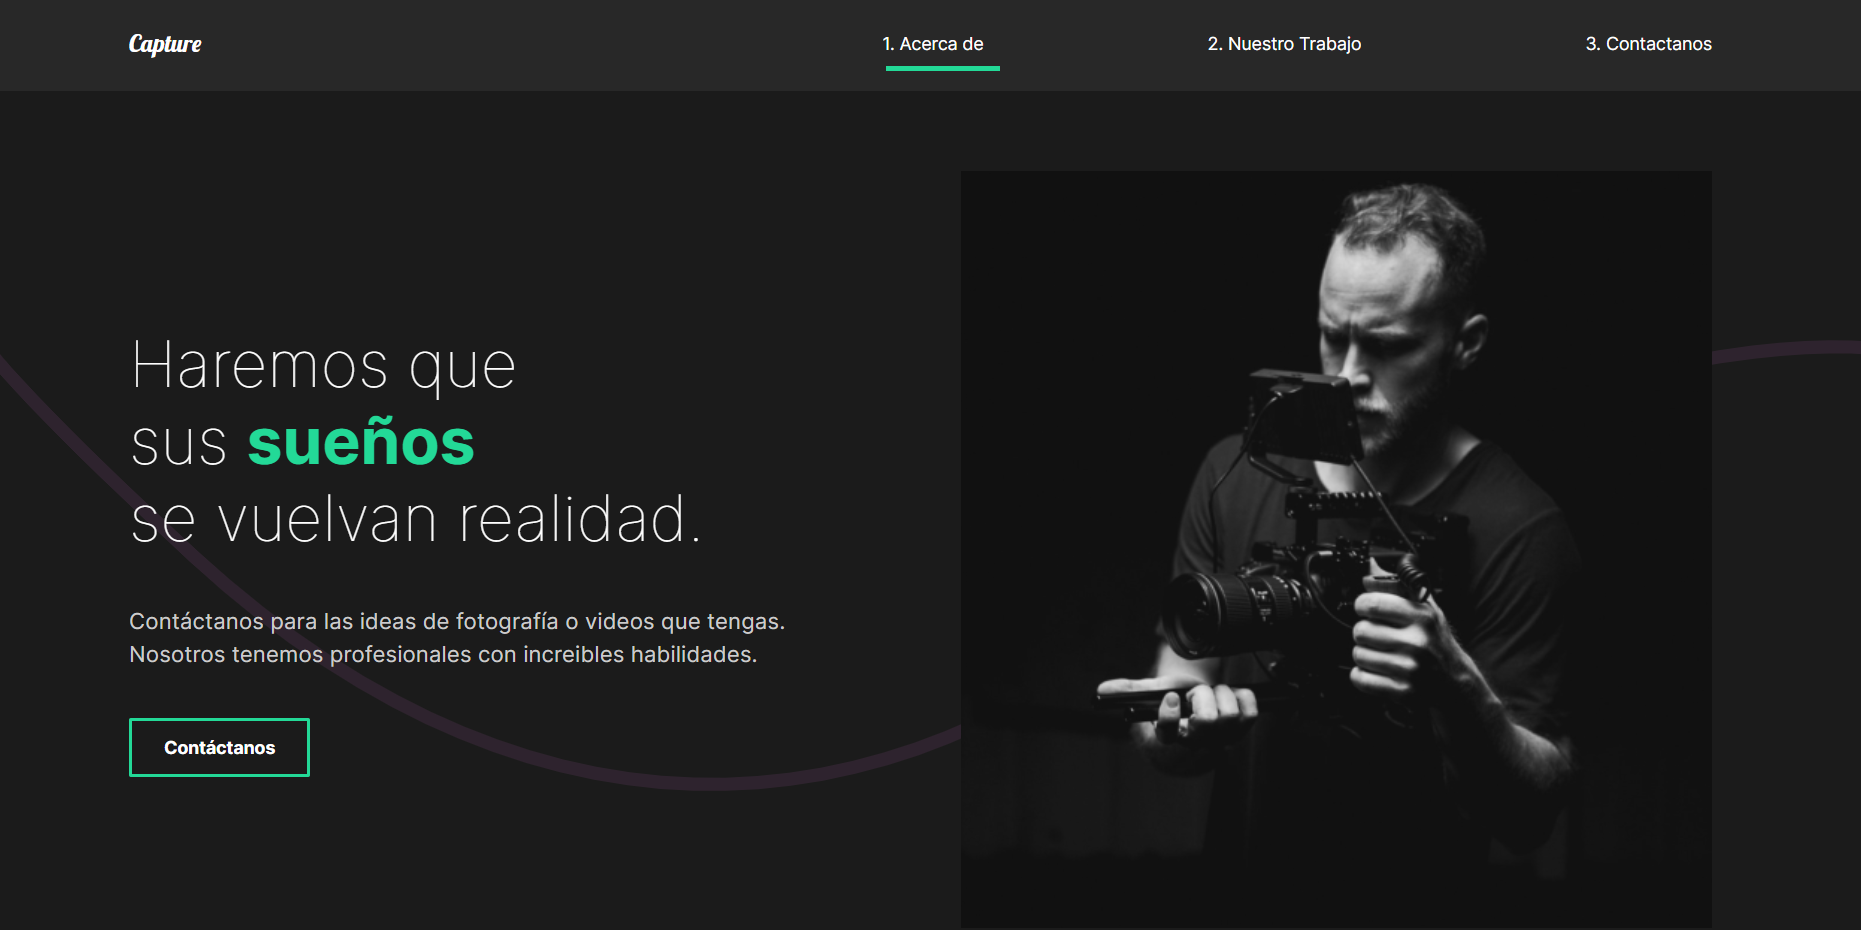 Capture
1. Acerca de
2. Nuestro Trabajo
3. Contactanos
Haremos que
sus sueños
se vuelvan realidad.
Contáctanos para las ideas de fotografía o videos que tengas.
Nosotros tenemos profesionales con increibles habilidades.
Contáctanos